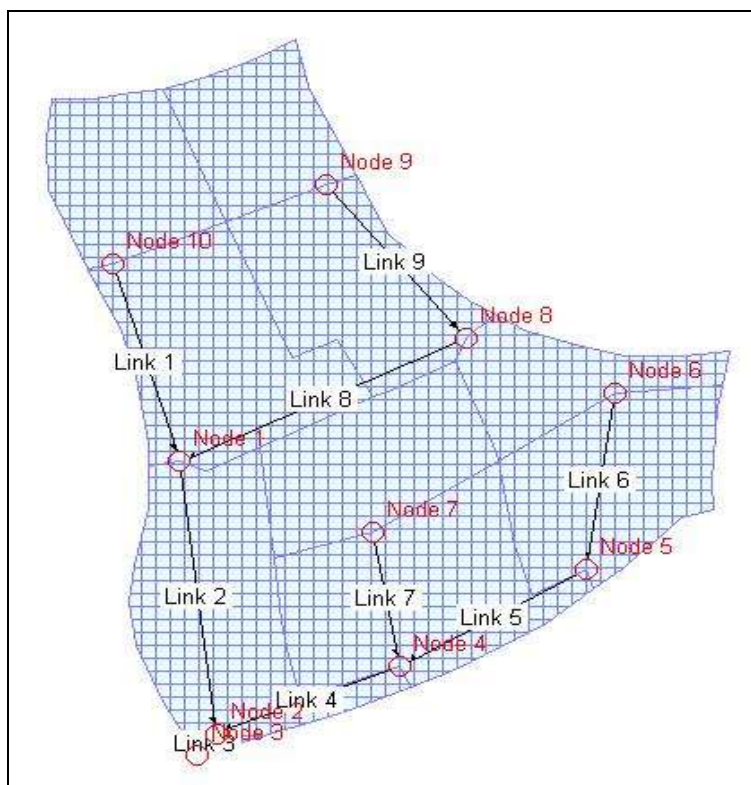 Node 9
Node 10
Link 9
Node 8
Link 1
Node 6
Link 8
Node 1
Link 6
Node 7
Node 5
Link 2
Link 7
Link 5
Node 4
Link 4
Node 2
Node 3
Link 3